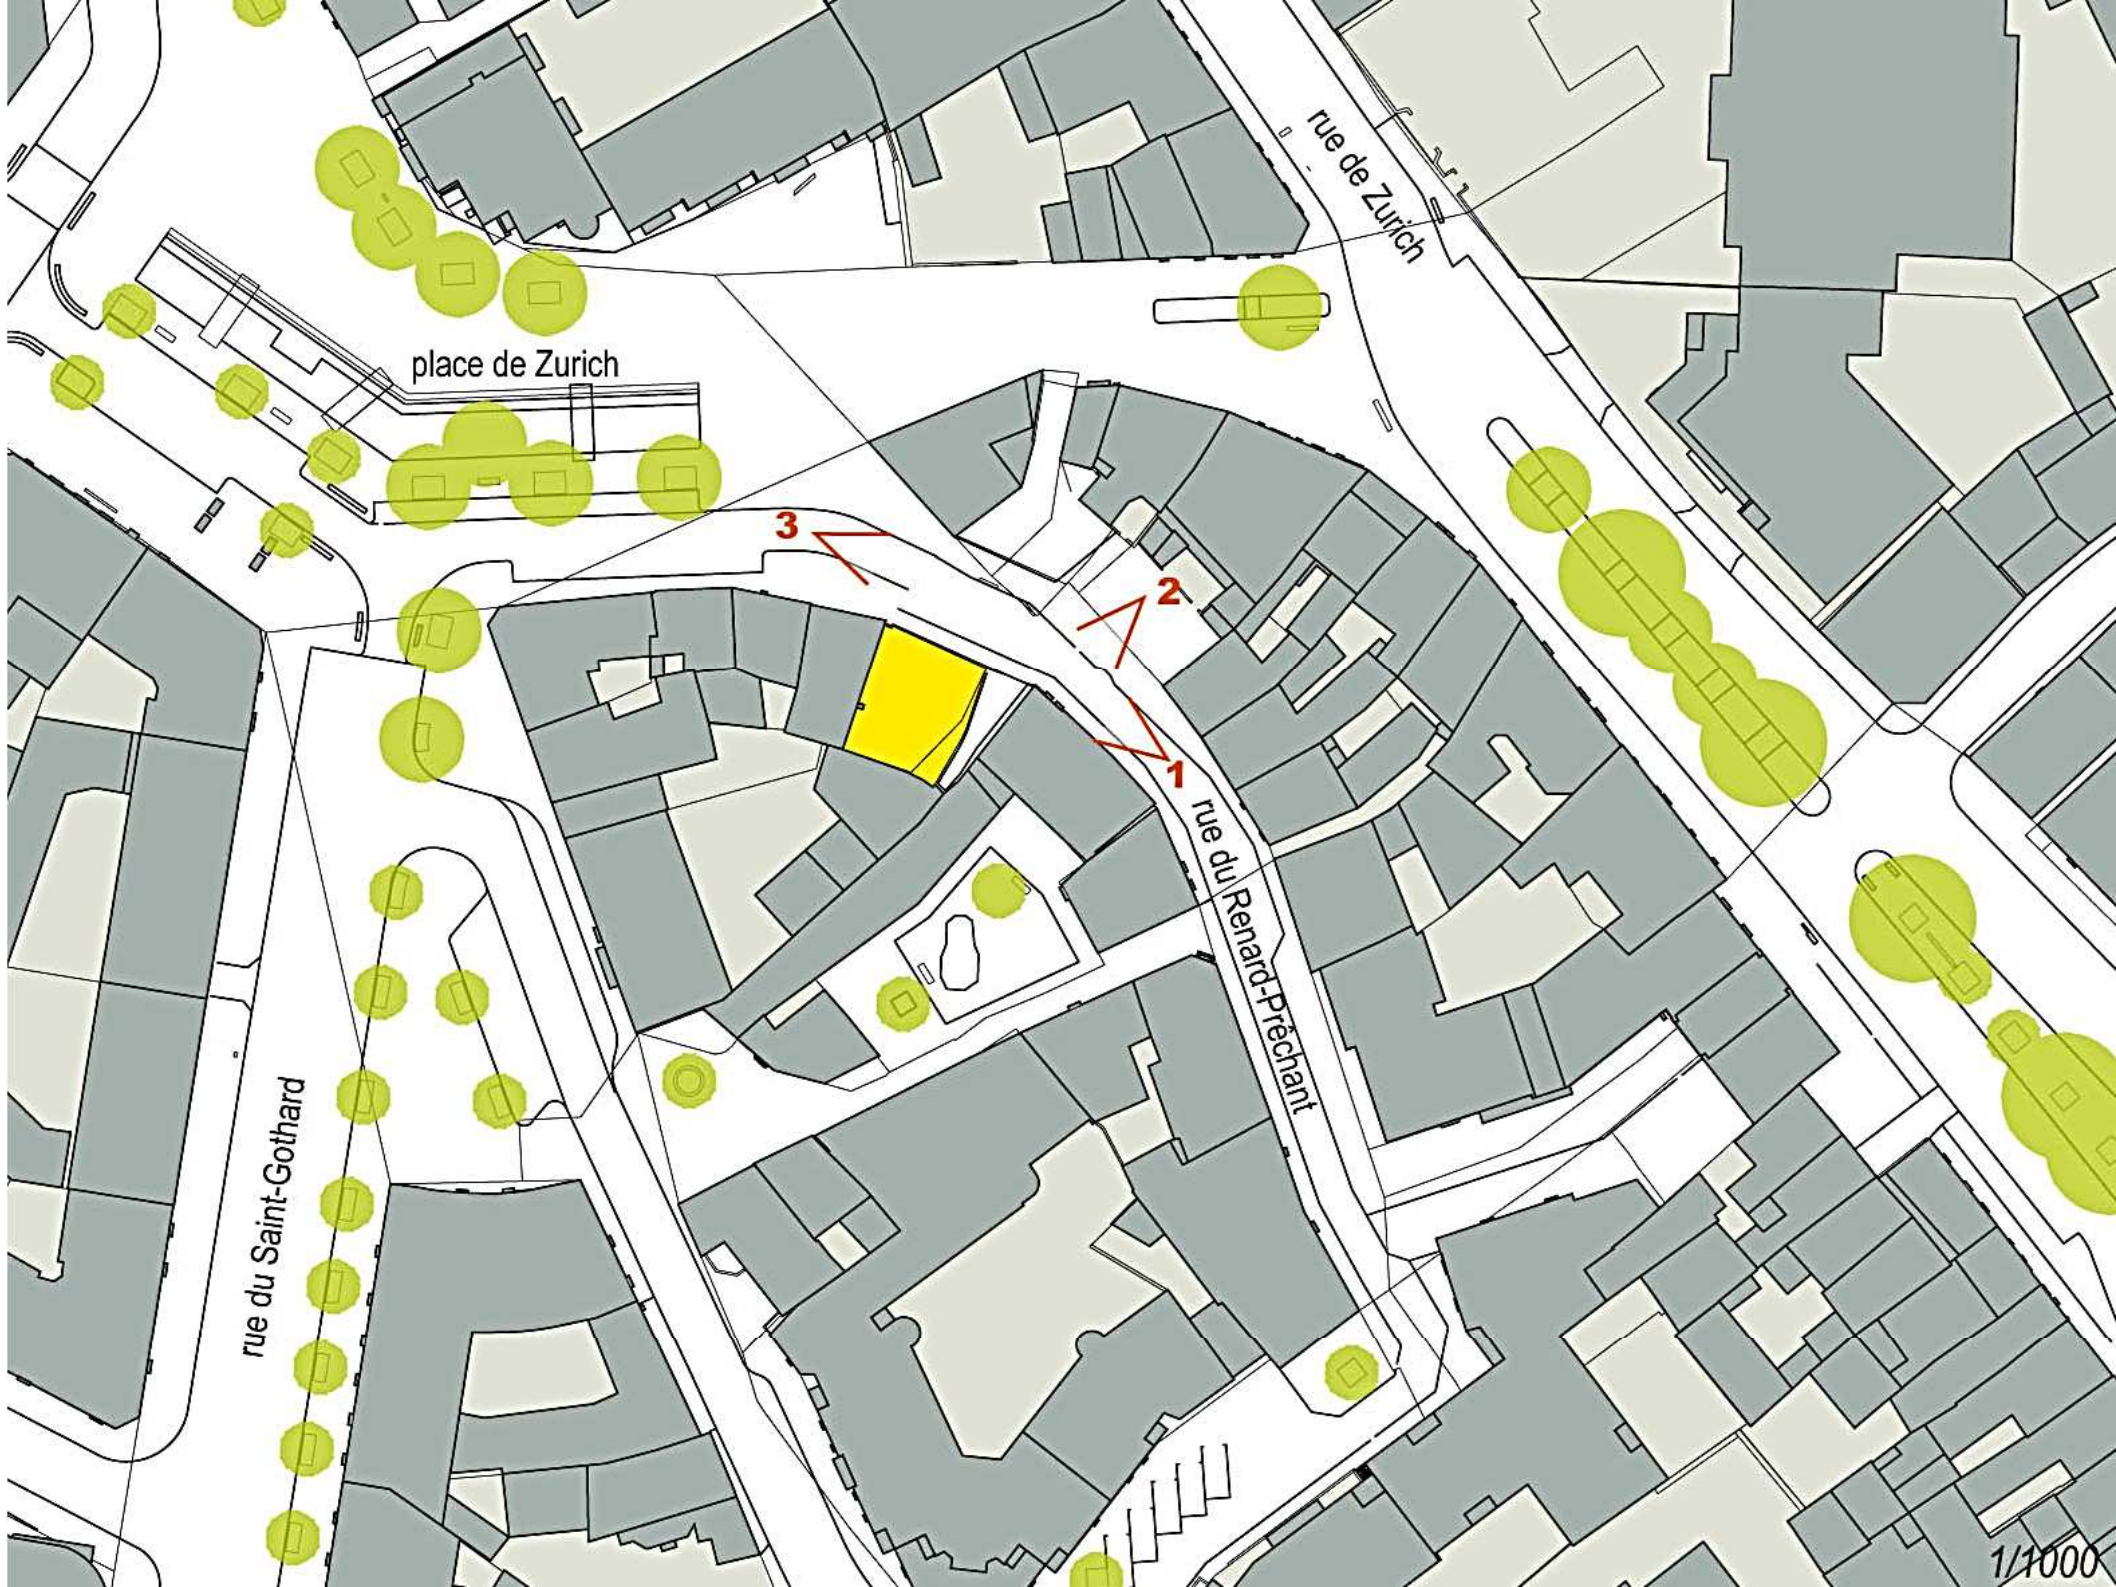 rue de Zurich
place de Zurich
3
2
1
rue du Renard-Prêchant
rue du Saint-Gothard
1/1000